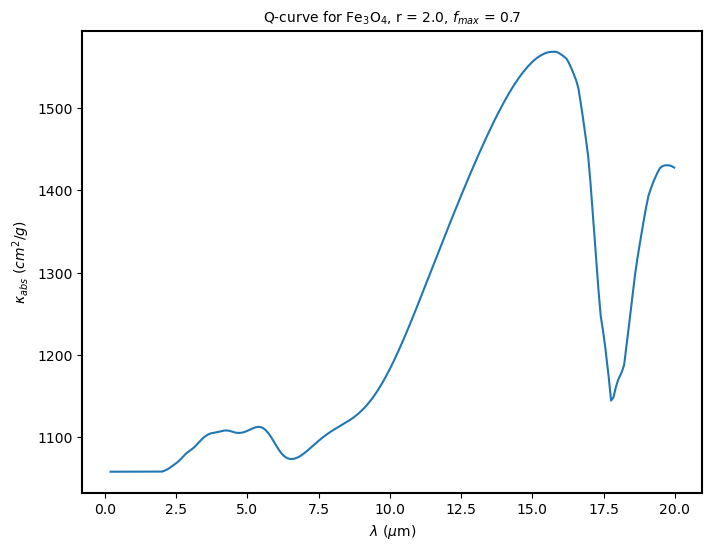 Q-curve for Fe₃O₄, r = 2.0, fₘₐₓ = 0.7
κₐbₛ (cm²/g)
1500
1400
1300
1200
1100
0.0 2.5 5.0 7.5 10.0 12.5 15.0 17.5 20.0
λ (μm)